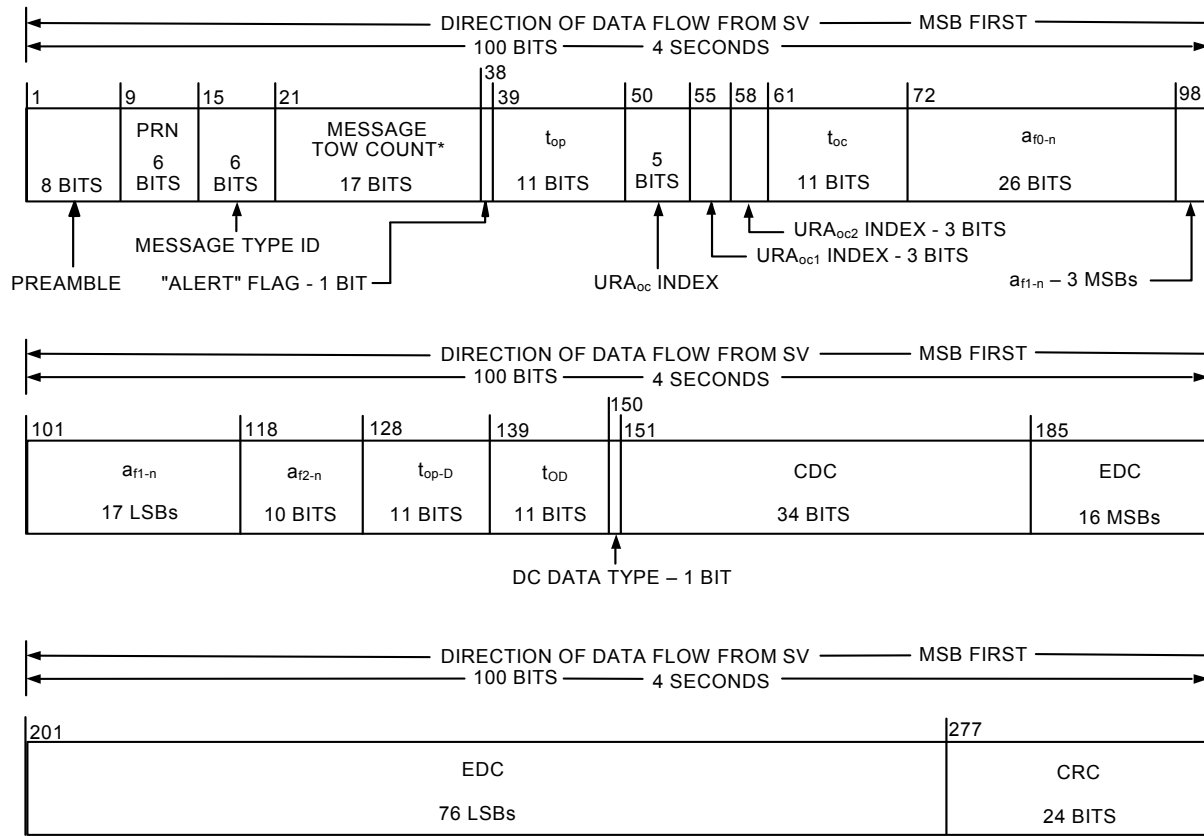 DIRECTION OF DATA FLOW FROM SV MSB FIRST
100 BITS 4 SECONDS
1 9 15 21 38 39 50 55 58 61 72 98
8 BITS
PRN
6
BITS
6
BITS
MESSAGE
TOW COUNT*
17 BITS
top
11 BITS
5
BITS
toc
11 BITS
af0-n
26 BITS
PREAMBLE
MESSAGE TYPE ID
"ALERT" FLAG - 1 BIT
URAoc INDEX
URAoc1 INDEX - 3 BITS
URAoc2 INDEX - 3 BITS
af1-n – 3 MSBs
DIRECTION OF DATA FLOW FROM SV MSB FIRST
100 BITS 4 SECONDS
101 118 128 139 150 151 185
af1-n
17 LSBs
af2-n
10 BITS
top-D
11 BITS
tOD
11 BITS
CDC
34 BITS
EDC
16 MSBs
DC DATA TYPE – 1 BIT
DIRECTION OF DATA FLOW FROM SV MSB FIRST
100 BITS 4 SECONDS
201 277
EDC
76 LSBs
CRC
24 BITS